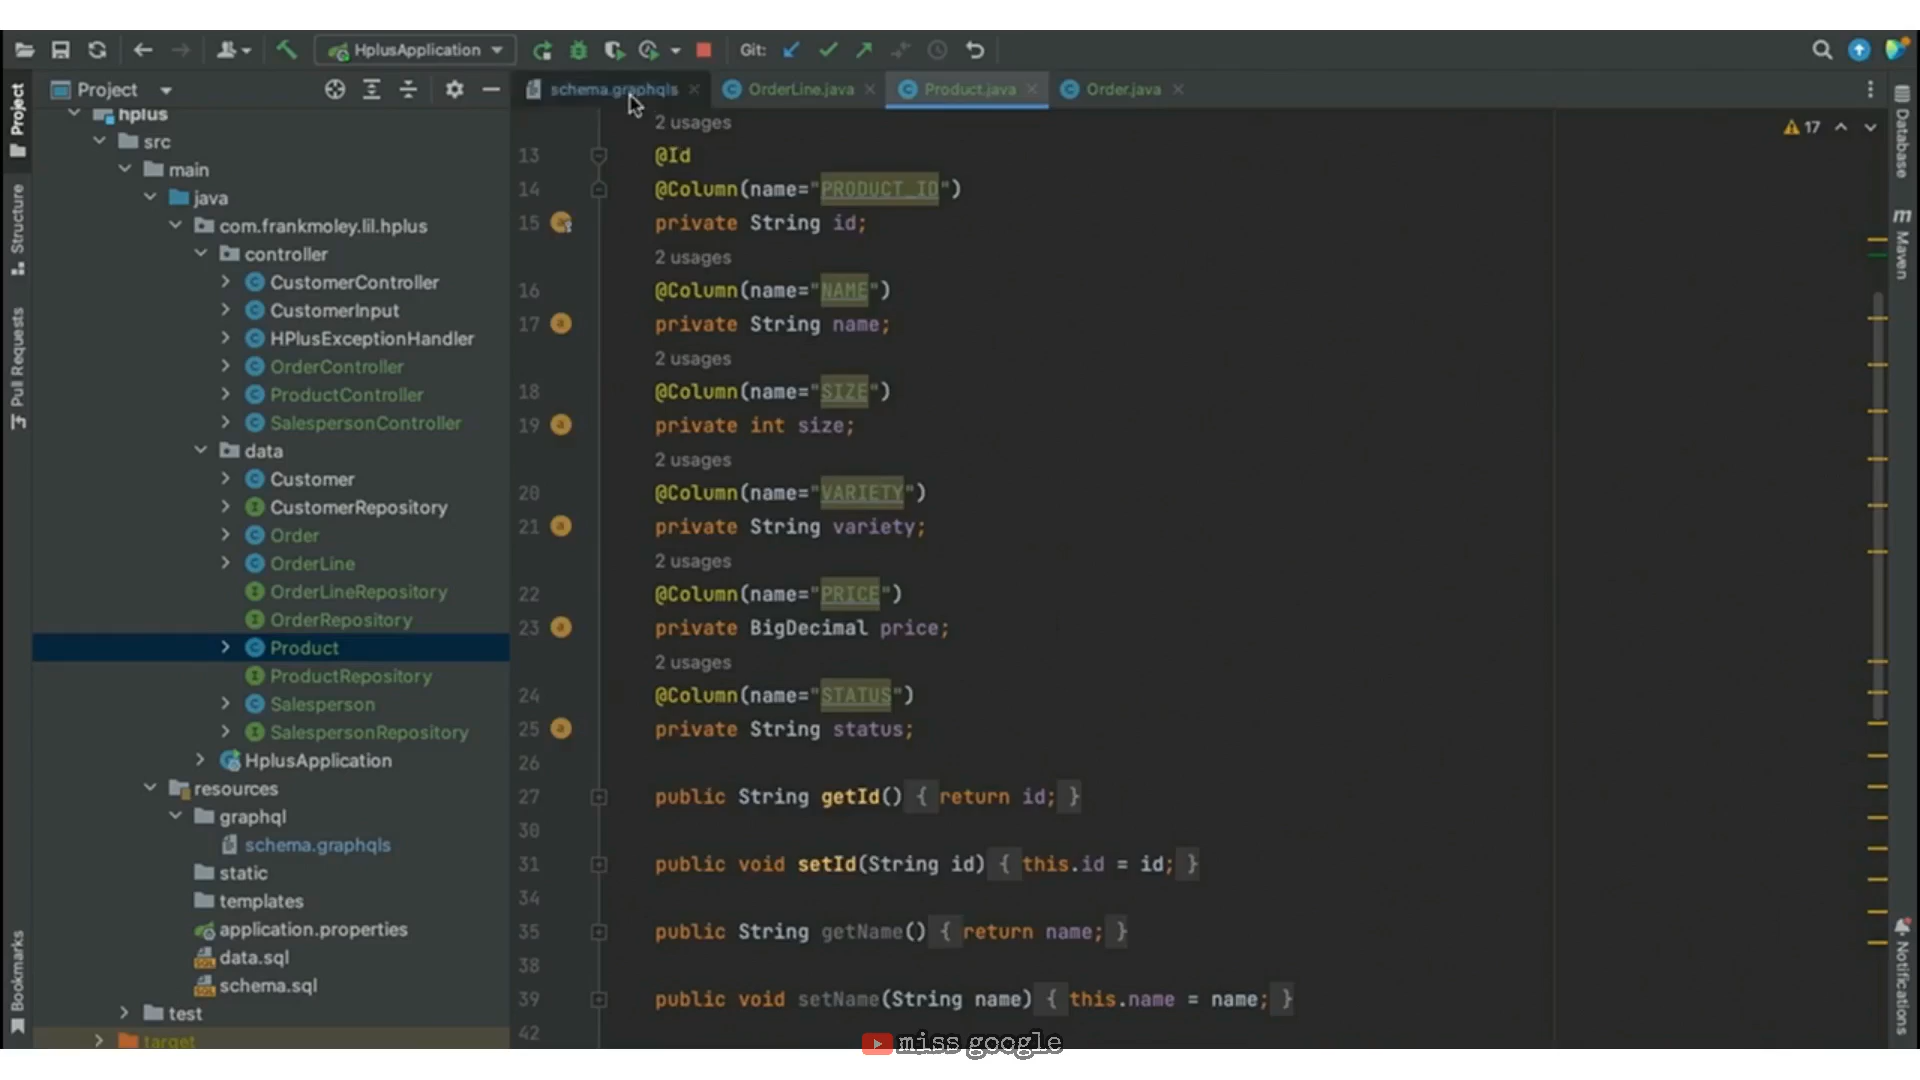 HplusApplication
Git:
Project
schema.graphqls
OrderLine.java
Product.java
Order.java
Project
Structure
Pull Requests
Bookmarks
hplus
src
main
java
com.frankmoley.lil.hplus
controller
CustomerController
CustomerInput
HPlusExceptionHandler
OrderController
ProductController
SalespersonController
data
Customer
CustomerRepository
Order
OrderLine
OrderLineRepository
OrderRepository
Product
ProductRepository
Salesperson
SalespersonRepository
HplusApplication
resources
graphql
schema.graphqls
static
templates
application.properties
data.sql
schema.sql
test
target
2 usages
13 @Id
14 @Column(name="PRODUCT_ID")
15 private String id;
2 usages
16 @Column(name="NAME")
17 private String name;
2 usages
18 @Column(name="SIZE")
19 private int size;
2 usages
20 @Column(name="VARIETY")
21 private String variety;
2 usages
22 @Column(name="PRICE")
23 private BigDecimal price;
2 usages
24 @Column(name="STATUS")
25 private String status;
26
27 public String getId() { return id; }
30
31 public void setId(String id) { this.id = id; }
34
35 public String getName() { return name; }
38
39 public void setName(String name) { this.name = name; }
42
17
Database
Maven
Notifications
miss google